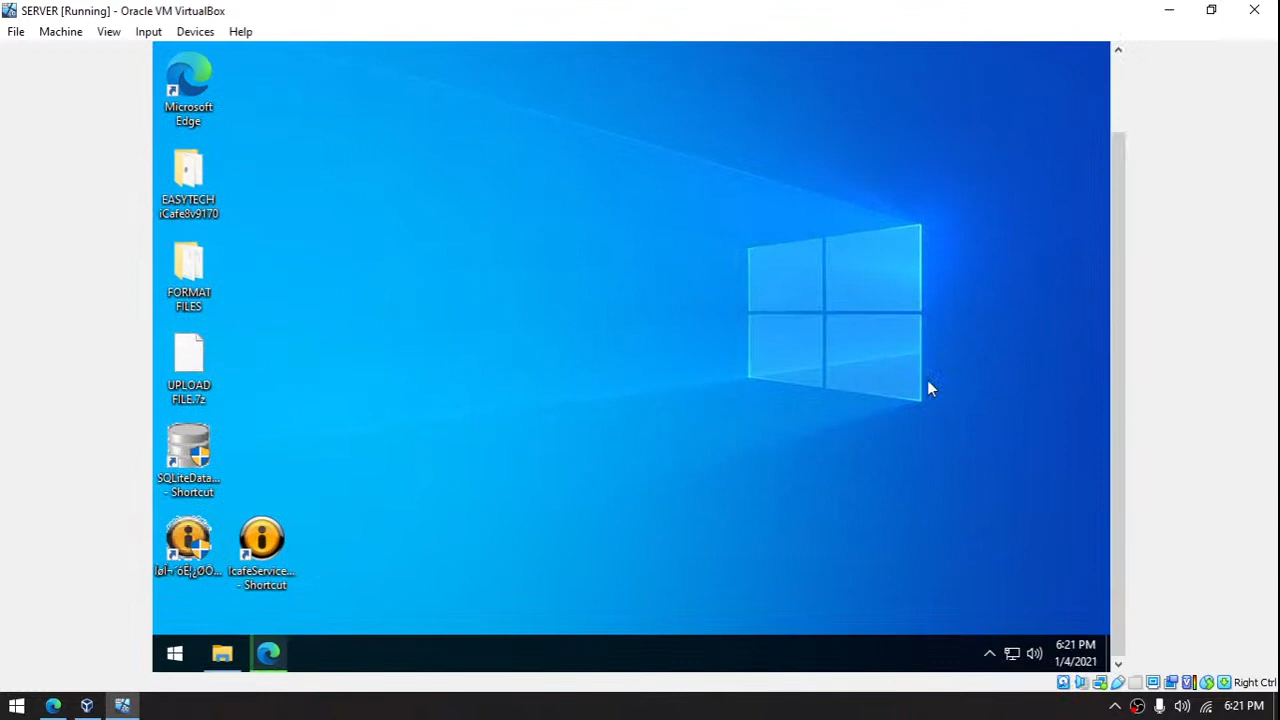 SERVER [Running] - Oracle VM VirtualBox
File Machine View Input Devices Help
Microsoft
Edge
EASYTECH
iCafe8v9170
FORMAT
FILES
UPLOAD
FILE.7z
SQLiteData...
- Shortcut
IcafeService...
- Shortcut
6:21 PM
1/4/2021
Right Ctrl
6:21 PM